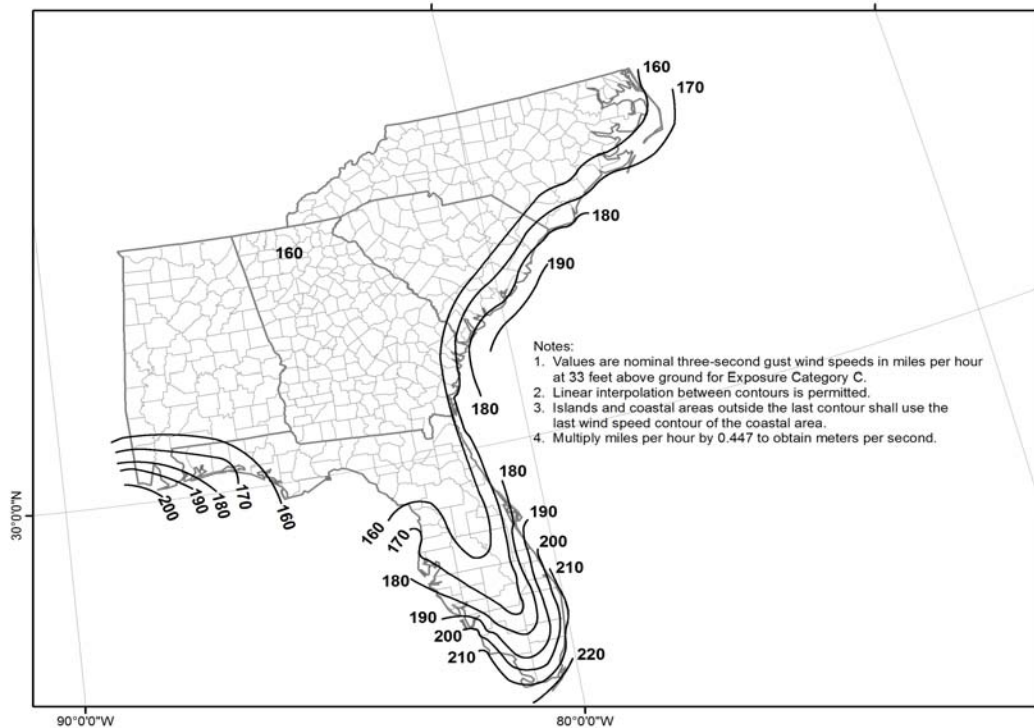 160
170
180
190
160
Notes:
1. Values are nominal three-second gust wind speeds in miles per hour
at 33 feet above ground for Exposure Category C.
2. Linear interpolation between contours is permitted.
3. Islands and coastal areas outside the last contour shall use the
last wind speed contour of the coastal area.
4. Multiply miles per hour by 0.447 to obtain meters per second.
180
180
200
190
180
170
160
30°0'0"N
160
170
180
190
200
210
190
200
210
220
90°0'0"W
80°0'0"W